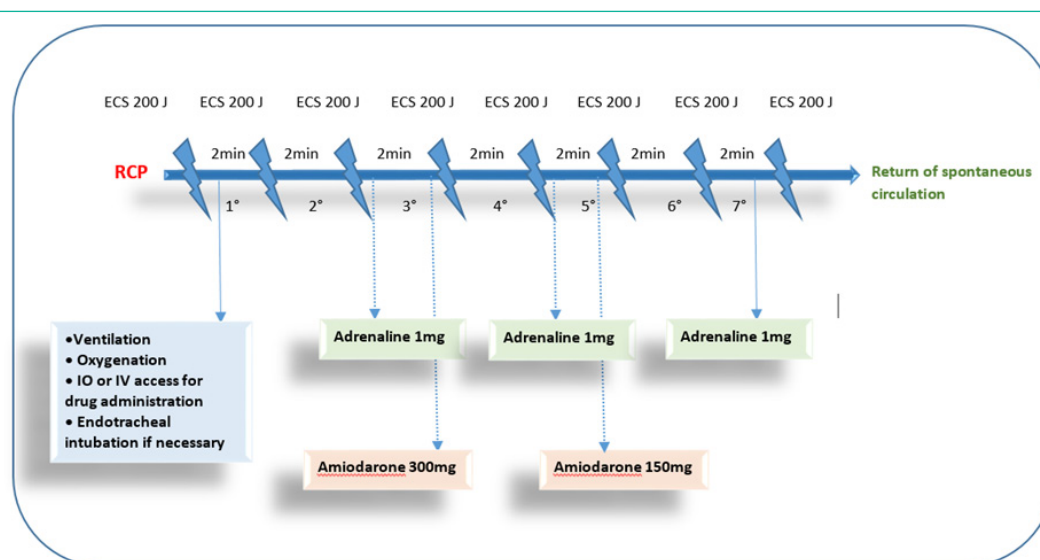 ECS 200 J ECS 200 J ECS 200 J ECS 200 J ECS 200 J ECS 200 J ECS 200 J ECS 200 J
2min 2min 2min 2min 2min 2min 2min
RCP
Return of spontaneous
circulation
1° 2° 3° 4° 5° 6° 7°
•Ventilation
• Oxygenation
• IO or IV access for
drug administration
• Endotracheal
intubation if necessary
Adrenaline 1mg
Adrenaline 1mg
Adrenaline 1mg
Amiodarone 300mg
Amiodarone 150mg